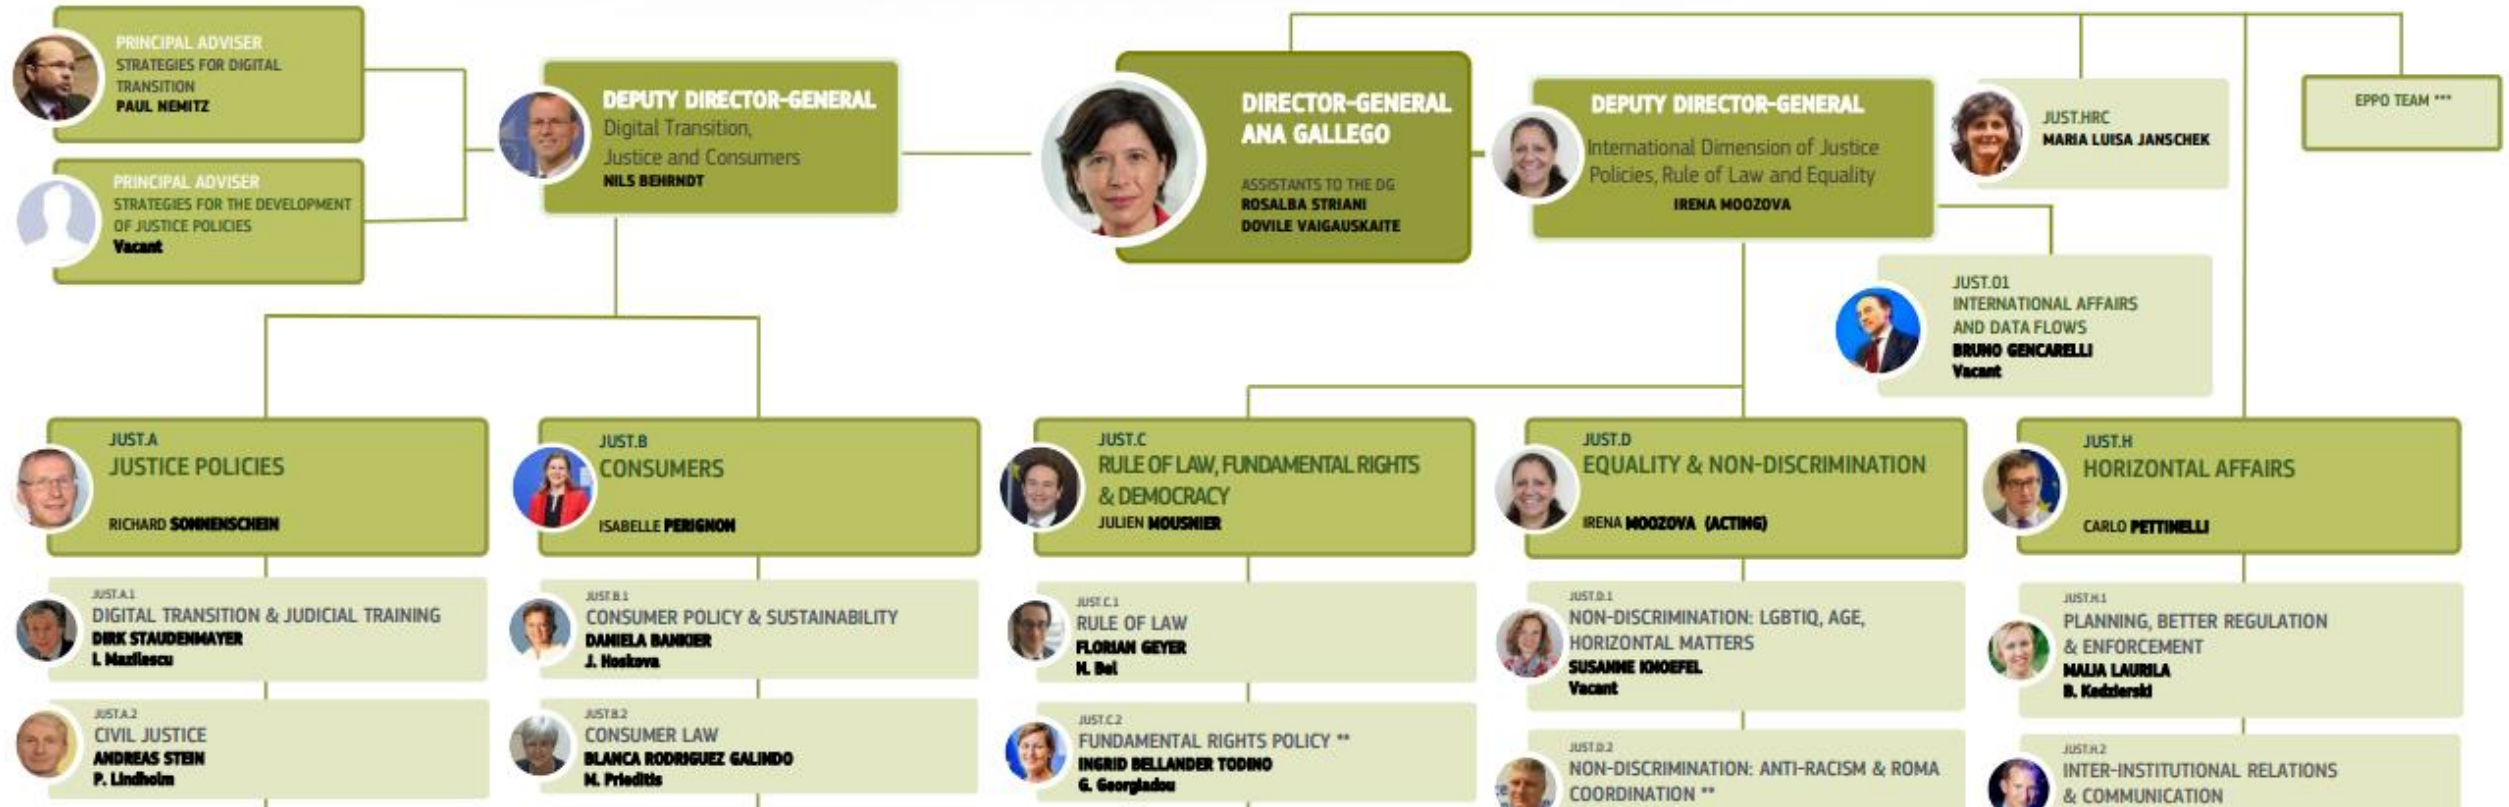 PRINCIPAL ADVISER
STRATEGIES FOR DIGITAL
TRANSITION
PAUL NEMITZ
PRINCIPAL ADVISER
STRATEGIES FOR THE DEVELOPMENT
OF JUSTICE POLICIES
Vacant
DEPUTY DIRECTOR-GENERAL
Digital Transition,
Justice and Consumers
NILS BEHRNDT
DIRECTOR-GENERAL
ANA GALLEGO
ASSISTANTS TO THE DG
ROSALBA STRIANI
DOVILE VAIGAUSKAITE
DEPUTY DIRECTOR-GENERAL
International Dimension of Justice
Policies, Rule of Law and Equality
IRENA MOOZOVA
JUST.HRC
MARIA LUISA JANSCHEK
EPPO TEAM ***
JUST.01
INTERNATIONAL AFFAIRS
AND DATA FLOWS
BRUNO GENCARELLI
Vacant
JUST.A
JUSTICE POLICIES
RICHARD SONNENSCHEIN
JUST.B
CONSUMERS
ISABELLE PERIGNON
JUST.C
RULE OF LAW, FUNDAMENTAL RIGHTS
& DEMOCRACY
JULIEN MOUSNIER
JUST.D
EQUALITY & NON-DISCRIMINATION
IRENA MOOZOVA (ACTING)
JUST.H
HORIZONTAL AFFAIRS
CARLO PETTINELLI
JUST.A.1
DIGITAL TRANSITION & JUDICIAL TRAINING
DIRK STAUDENMAYER
I. Mazilescu
JUST.A.2
CIVIL JUSTICE
ANDREAS STEIN
P. Lindholm
JUST.B.1
CONSUMER POLICY & SUSTAINABILITY
DANIELA BANKIER
J. Hoskova
JUST.B.2
CONSUMER LAW
BLANCA RODRIGUEZ GALINDO
M. Prieditis
JUST.C.1
RULE OF LAW
FLORIAN GEYER
N. Bel
JUST.C.2
FUNDAMENTAL RIGHTS POLICY **
INGRID BELLANDER TODINO
G. Georgiadou
JUST.D.1
NON-DISCRIMINATION: LGBTIQ, AGE,
HORIZONTAL MATTERS
SUSANNE KNOEFEL
Vacant
JUST.D.2
NON-DISCRIMINATION: ANTI-RACISM & ROMA
COORDINATION **
JUST.H.1
PLANNING, BETTER REGULATION
& ENFORCEMENT
MALJA LAURILA
B. Kedzierski
JUST.H.2
INTER-INSTITUTIONAL RELATIONS
& COMMUNICATION